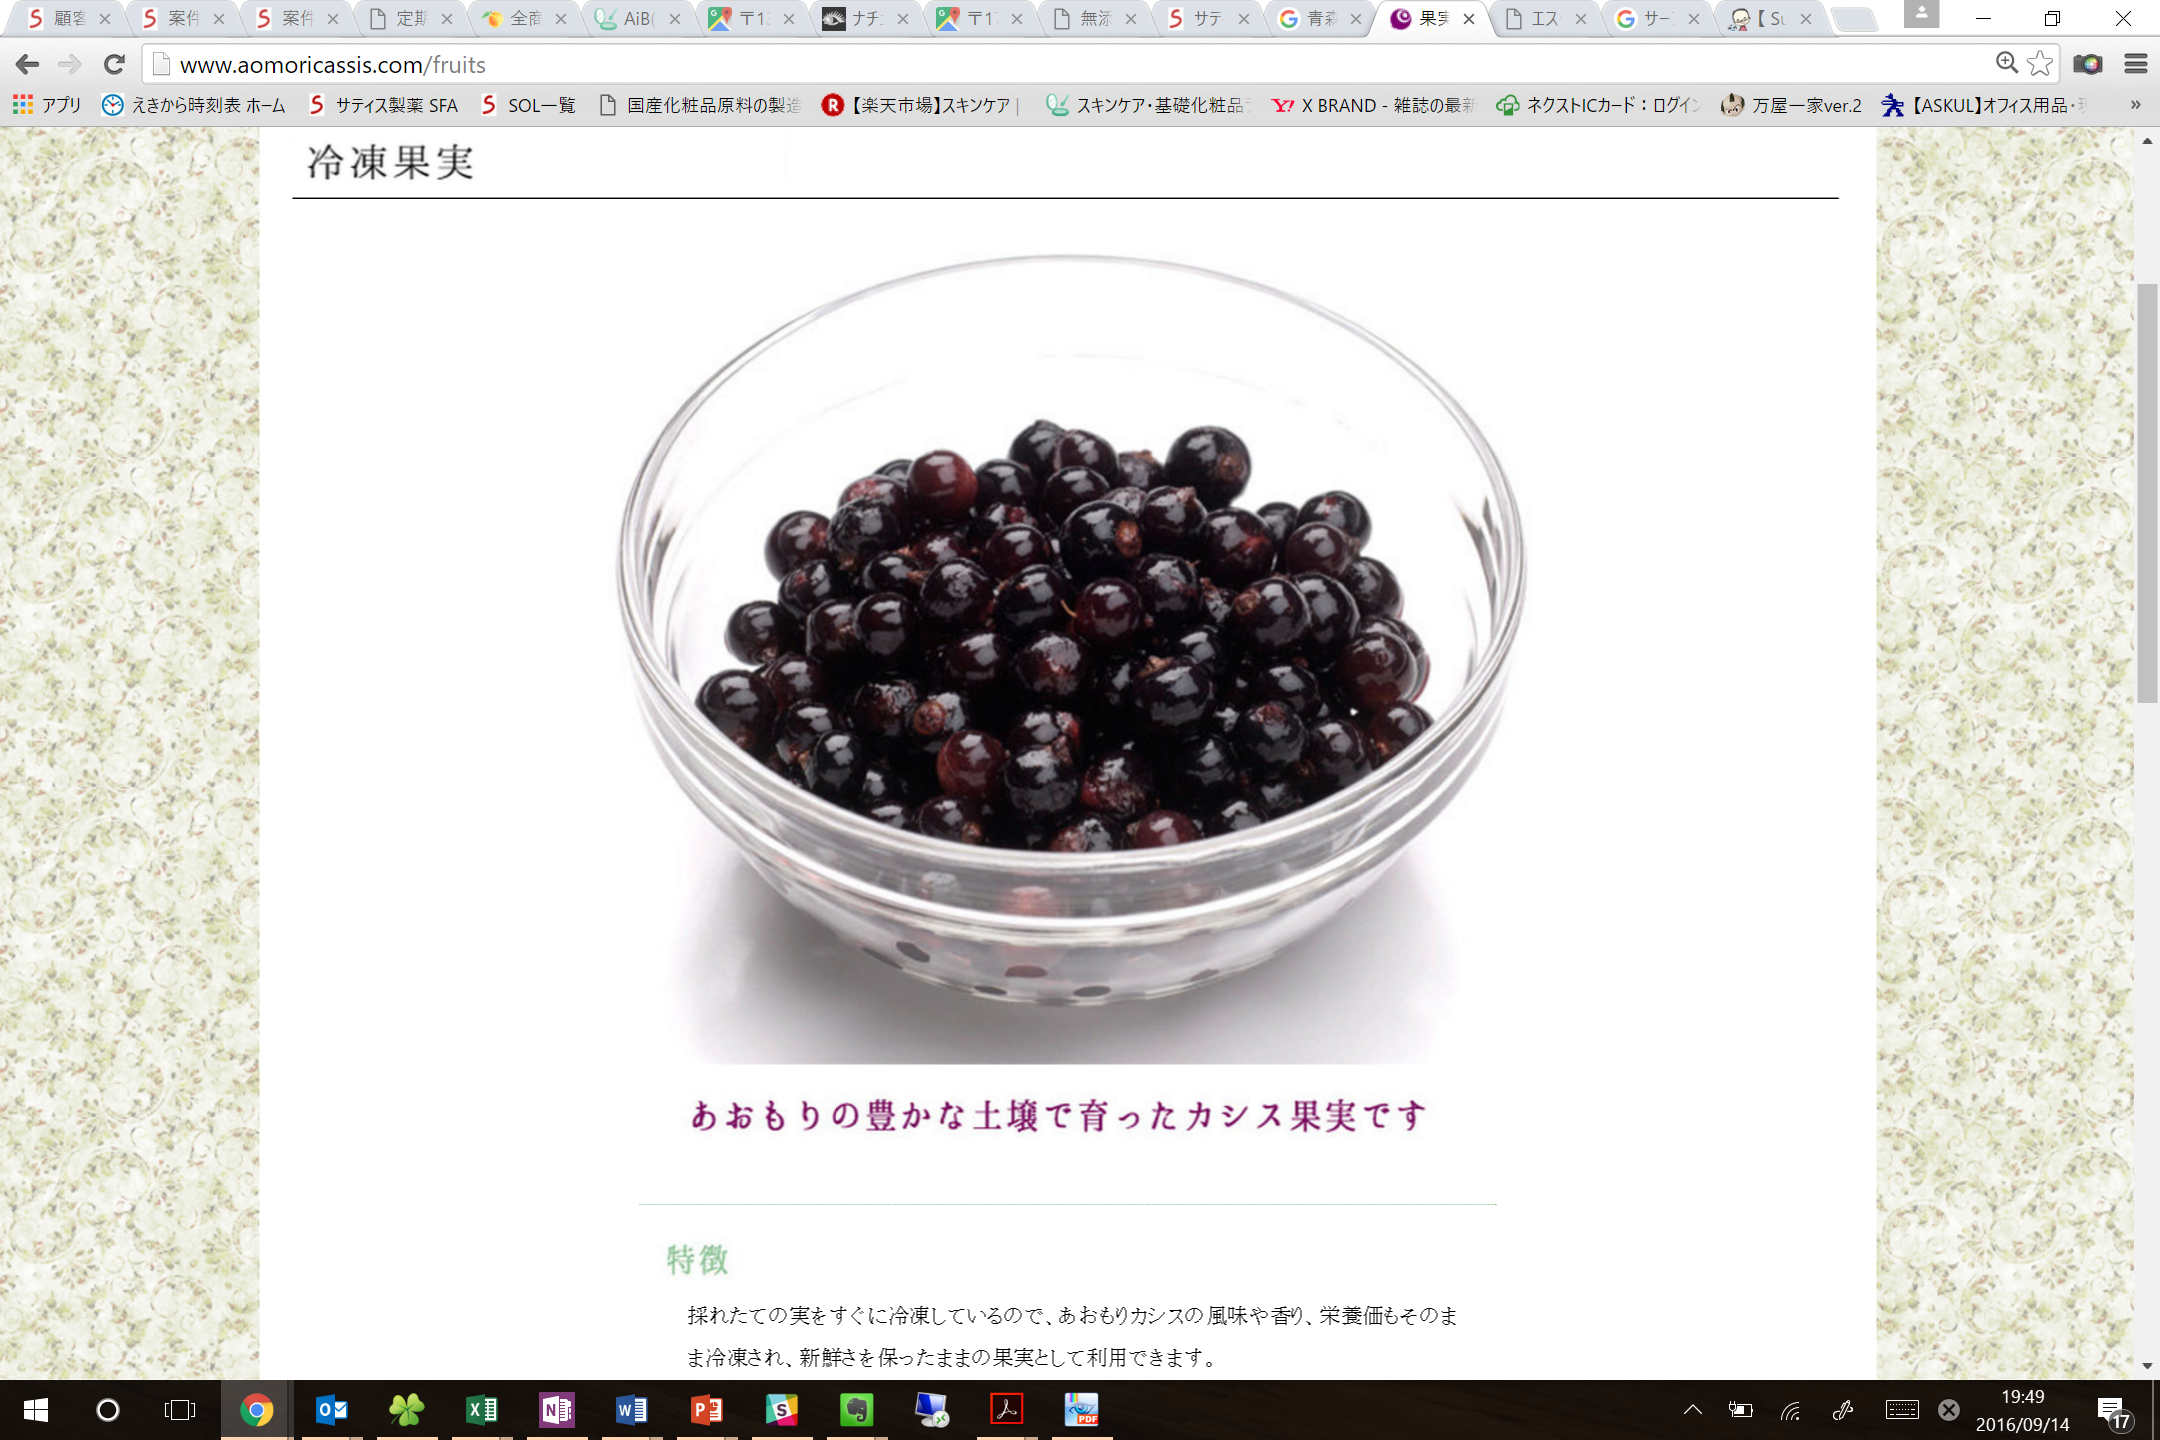 顧客
案件
案件
定期
全商
AiB(
〒1
ナチ
〒1
無添
サテ
青森
果実
エス
サー
【 Su
www.aomoricassis.com/fruits
アプリ
えきから時刻表 ホーム
サティス製薬 SFA
SOL一覧
国産化粧品原料の製造
【楽天市場】スキンケア |
スキンケア・基礎化粧品
X BRAND - 雑誌の最新
ネクストICカード：ログイン
万屋一家ver.2
【ASKUL】オフィス用品・
»
冷凍果実
あおもりの豊かな土壌で育ったカシス果実です
特徴
採れたての実をすぐに冷凍しているので、あおもりカシスの風味や香り、栄養価もそのま
ま冷凍され、新鮮さを保ったままの果実として利用できます。
19:49
2016/09/14
17